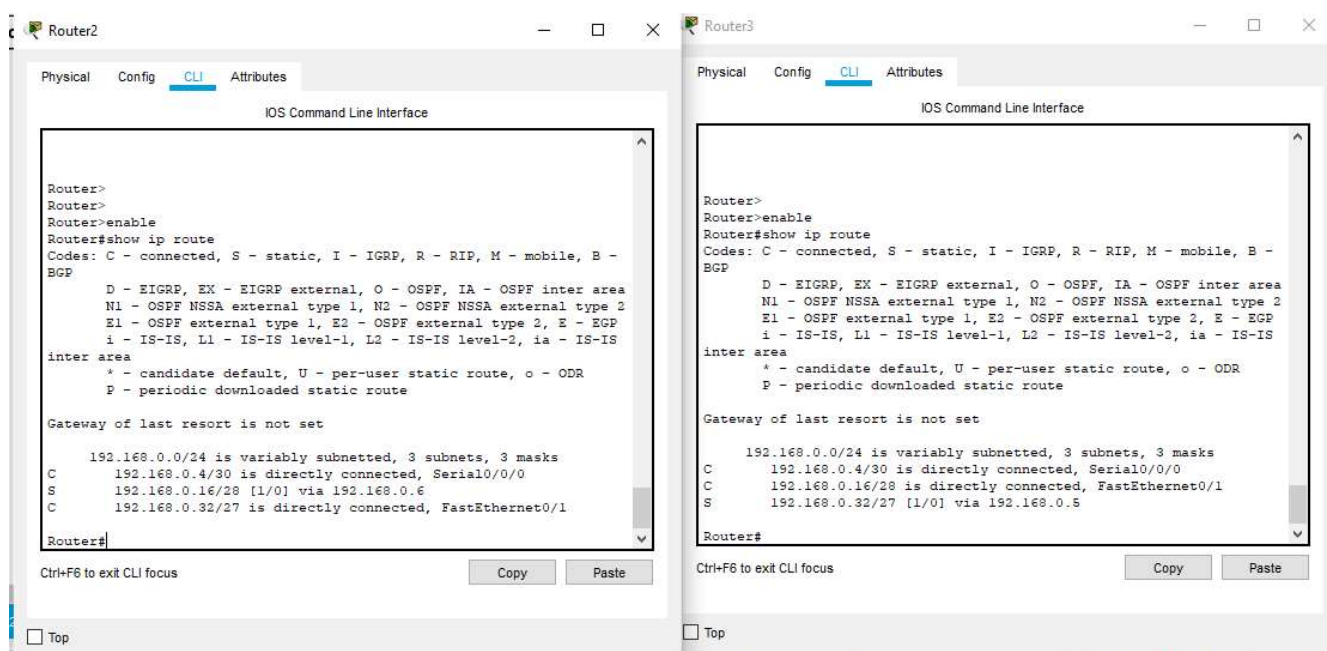 Router2
Physical Config CLI Attributes
IOS Command Line Interface
Router>
Router>
Router>enable
Router#show ip route
Codes: C - connected, S - static, I - IGRP, R - RIP, M - mobile, B -
BGP
D - EIGRP, EX - EIGRP external, O - OSPF, IA - OSPF inter area
N1 - OSPF NSSA external type 1, N2 - OSPF NSSA external type 2
E1 - OSPF external type 1, E2 - OSPF external type 2, E - EGP
i - IS-IS, L1 - IS-IS level-1, L2 - IS-IS level-2, ia - IS-IS
inter area
* - candidate default, U - per-user static route, o - ODR
P - periodic downloaded static route
Gateway of last resort is not set
192.168.0.0/24 is variably subnetted, 3 subnets, 3 masks
C 192.168.0.4/30 is directly connected, Serial0/0/0
S 192.168.0.16/28 [1/0] via 192.168.0.6
C 192.168.0.32/27 is directly connected, FastEthernet0/1
Router#
Ctrl+F6 to exit CLI focus
Copy Paste
Top
Router3
Physical Config CLI Attributes
IOS Command Line Interface
Router>
Router>enable
Router#show ip route
Codes: C - connected, S - static, I - IGRP, R - RIP, M - mobile, B -
BGP
D - EIGRP, EX - EIGRP external, O - OSPF, IA - OSPF inter area
N1 - OSPF NSSA external type 1, N2 - OSPF NSSA external type 2
E1 - OSPF external type 1, E2 - OSPF external type 2, E - EGP
i - IS-IS, L1 - IS-IS level-1, L2 - IS-IS level-2, ia - IS-IS
inter area
* - candidate default, U - per-user static route, o - ODR
P - periodic downloaded static route
Gateway of last resort is not set
192.168.0.0/24 is variably subnetted, 3 subnets, 3 masks
C 192.168.0.4/30 is directly connected, Serial0/0/0
C 192.168.0.16/28 is directly connected, FastEthernet0/1
S 192.168.0.32/27 [1/0] via 192.168.0.5
Router#
Ctrl+F6 to exit CLI focus
Copy Paste
Top